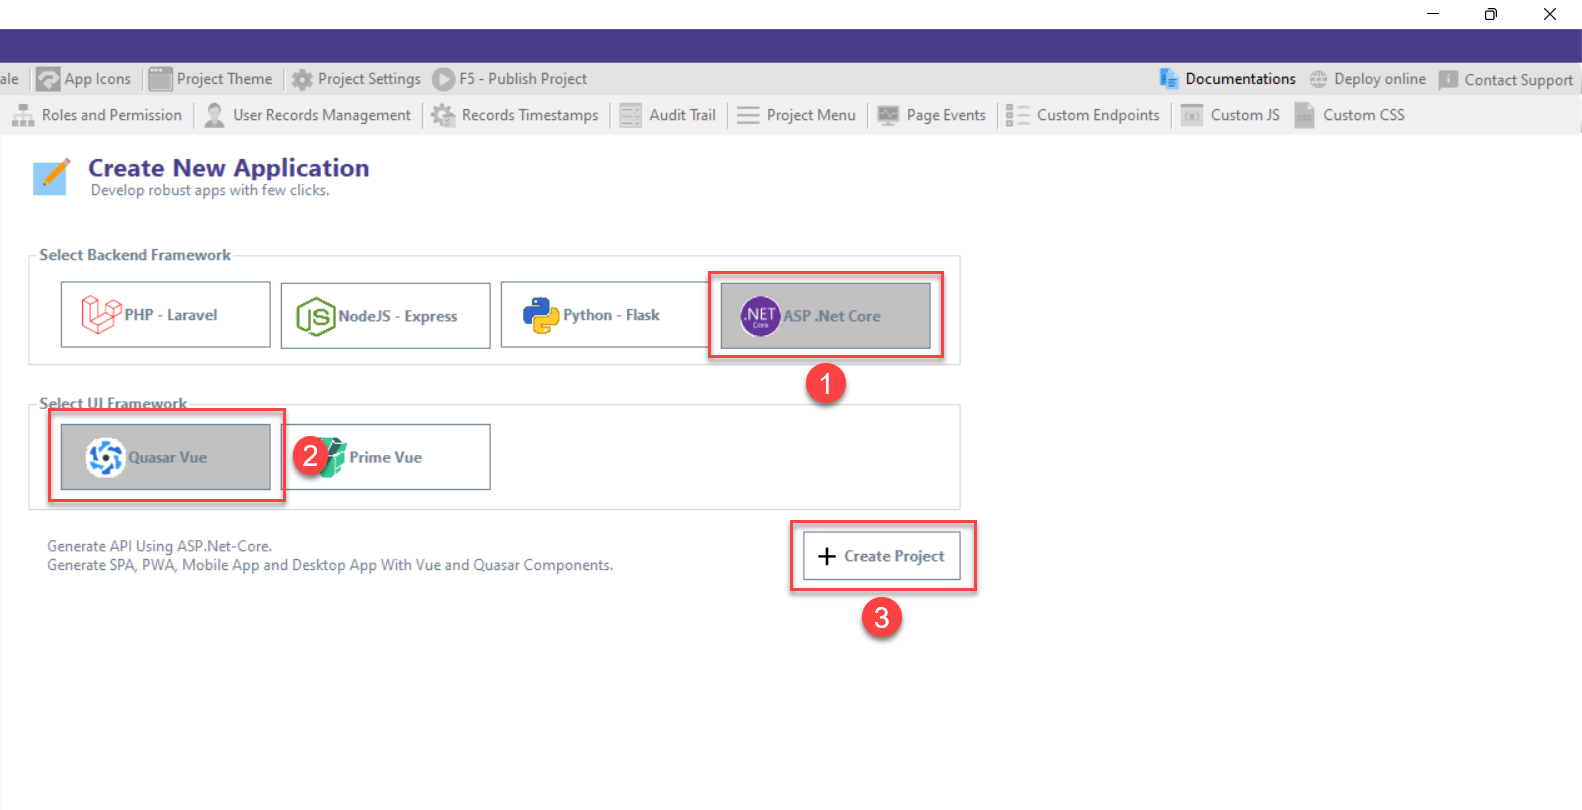 ale App Icons Project Theme Project Settings F5 - Publish Project Documentations Deploy online Contact Support
Roles and Permission User Records Management Records Timestamps Audit Trail Project Menu Page Events Custom Endpoints Custom JS Custom CSS
Create New Application
Develop robust apps with few clicks.
Select Backend Framework
PHP - Laravel JS NodeJS - Express Python - Flask .NET Core ASP .Net Core
1
Select UI Framework
Quasar Vue 2 Prime Vue
Generate API Using ASP.Net-Core.
Generate SPA, PWA, Mobile App and Desktop App With Vue and Quasar Components.
Create Project
3